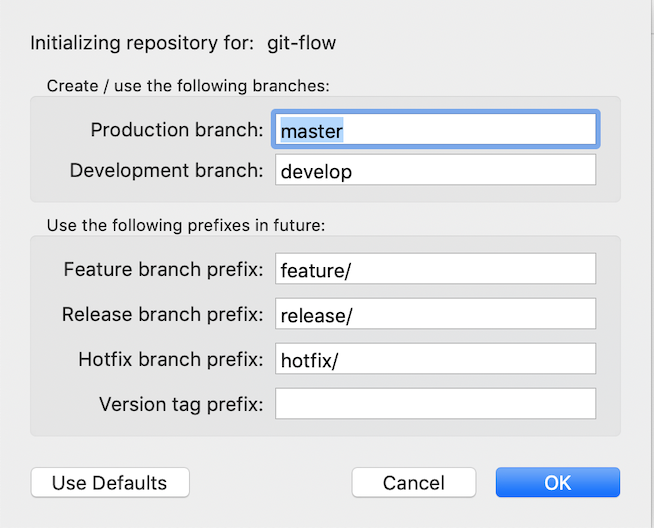 Initializing repository for: git-flow
Create / use the following branches:
Production branch: master
Development branch: develop
Use the following prefixes in future:
Feature branch prefix: feature/
Release branch prefix: release/
Hotfix branch prefix: hotfix/
Version tag prefix:
Use Defaults Cancel OK